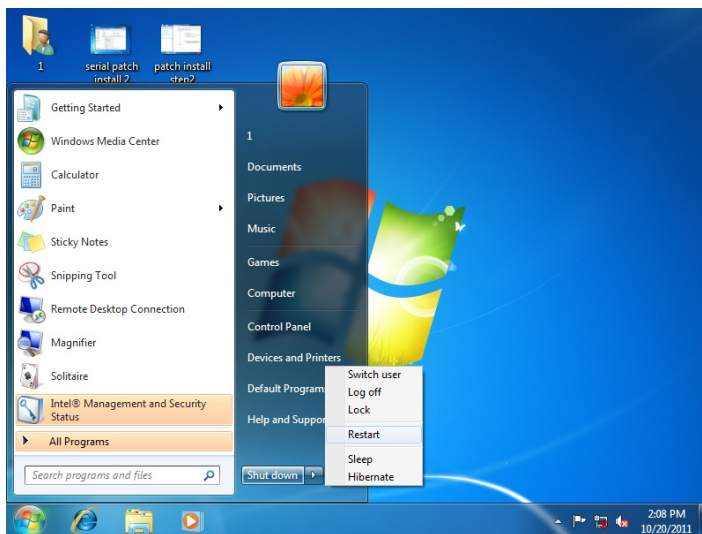 1
serial patch
install 2
patch install
step2
Getting Started
Windows Media Center
Calculator
Paint
Sticky Notes
Snipping Tool
Remote Desktop Connection
Magnifier
Solitaire
Intel® Management and Security
Status
All Programs
Search programs and files
1
Documents
Pictures
Music
Games
Computer
Control Panel
Devices and Printers
Default Program
Help and Suppor
Shut down
Switch user
Log off
Lock
Restart
Sleep
Hibernate
2:08 PM
10/20/2011